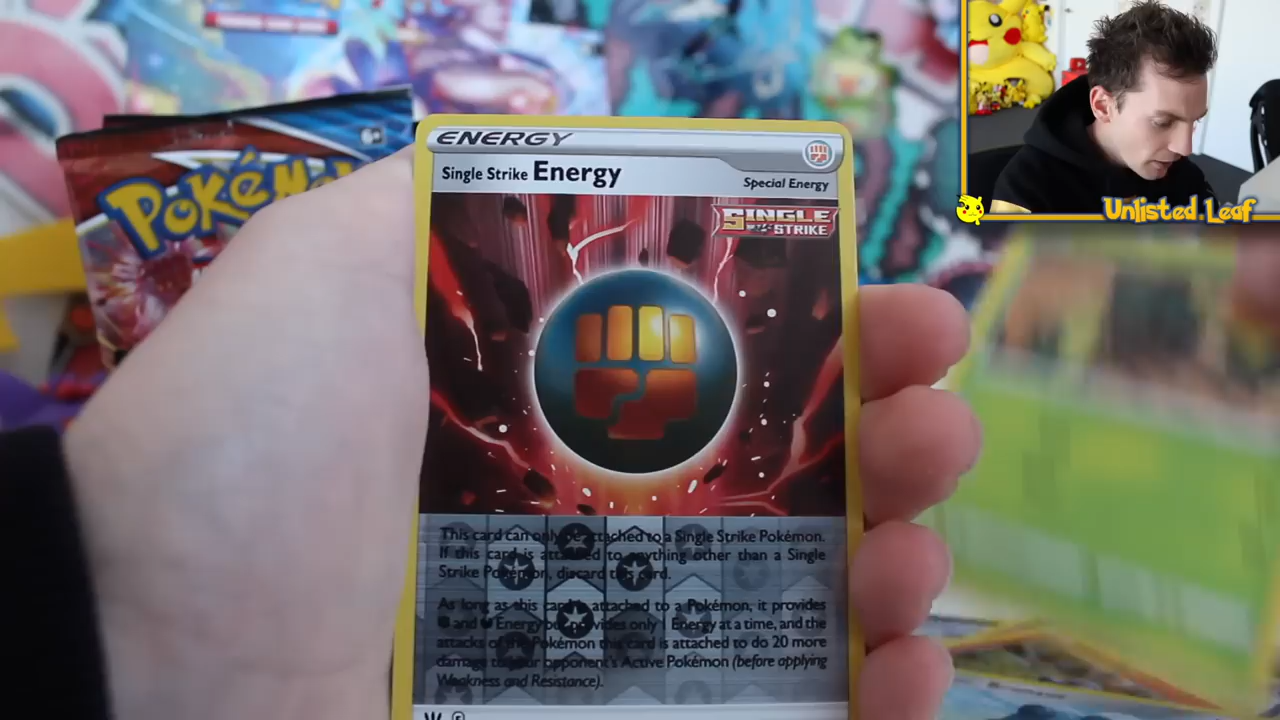 ENERGY
Single Strike Energy
Special Energy
SINGLE
STRIKE
This card can only be attached to a Single Strike Pokémon.
If this card is attached to anything other than a Single
Strike Pokémon, discard this card.
As long as this card is attached to a Pokémon, it provides
and Energy but provides only 1 Energy at a time, and the
attacks of the Pokémon this card is attached to do 20 more
damage to your opponent's Active Pokémon (before applying
Weakness and Resistance).
Pokém
6+
Unlisted Leaf